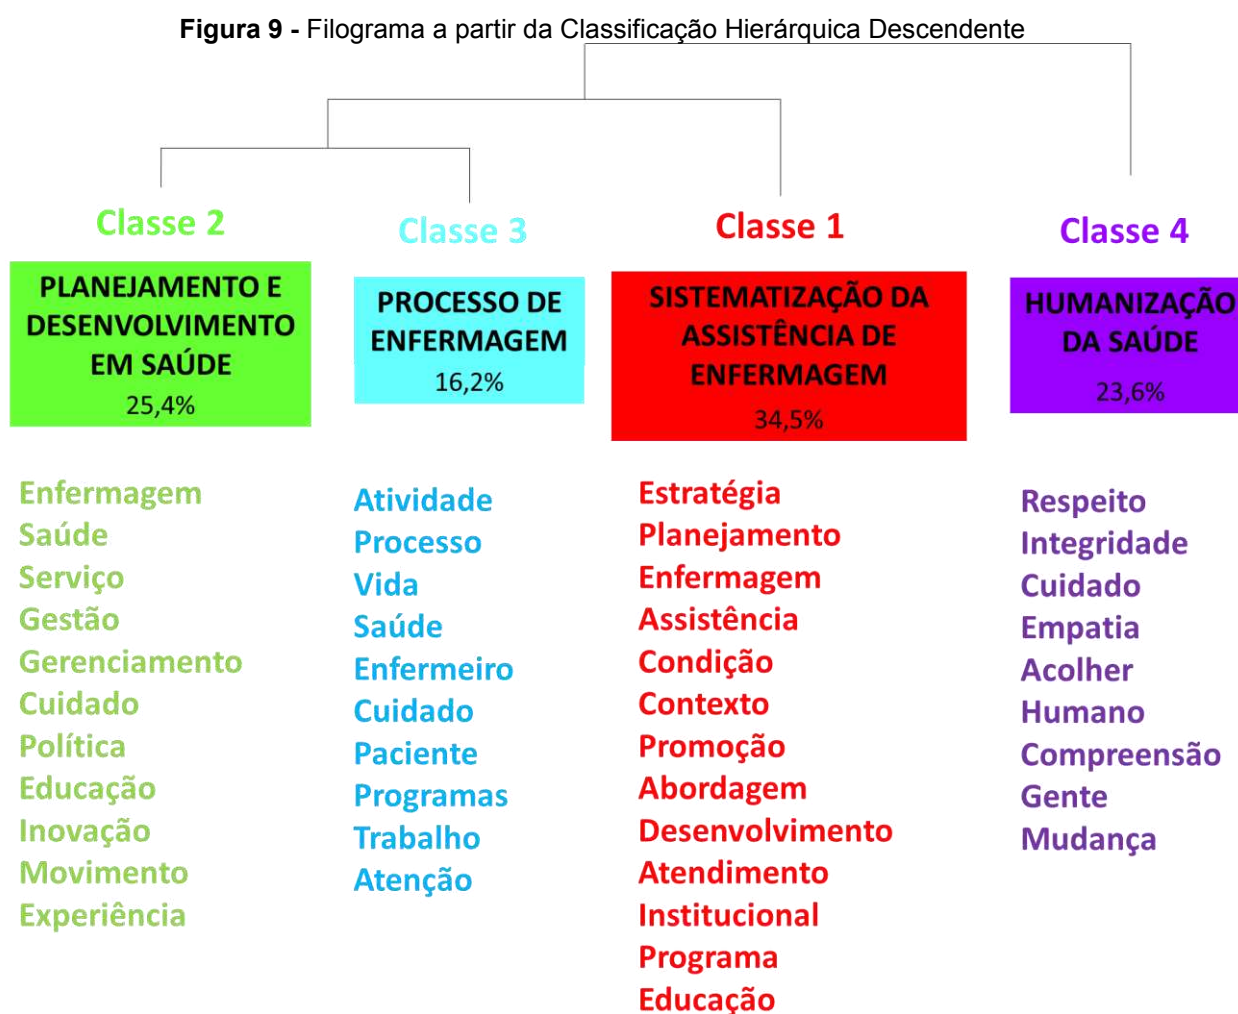 Figura 9 - Filograma a partir da Classificação Hierárquica Descendente
Classe 2
PLANEJAMENTO E
DESENVOLVIMENTO
EM SAÚDE
25,4%
Enfermagem
Saúde
Serviço
Gestão
Gerenciamento
Cuidado
Política
Educação
Inovação
Movimento
Experiência
Classe 3
PROCESSO DE
ENFERMAGEM
16,2%
Atividade
Processo
Vida
Saúde
Enfermeiro
Cuidado
Paciente
Programas
Trabalho
Atenção
Classe 1
SISTEMATIZAÇÃO DA
ASSISTÊNCIA DE
ENFERMAGEM
34,5%
Estratégia
Planejamento
Enfermagem
Assistência
Condição
Contexto
Promoção
Abordagem
Desenvolvimento
Atendimento
Institucional
Programa
Educação
Classe 4
HUMANIZAÇÃO
DA SAÚDE
23,6%
Respeito
Integridade
Cuidado
Empatia
Acolher
Humano
Compreensão
Gente
Mudança